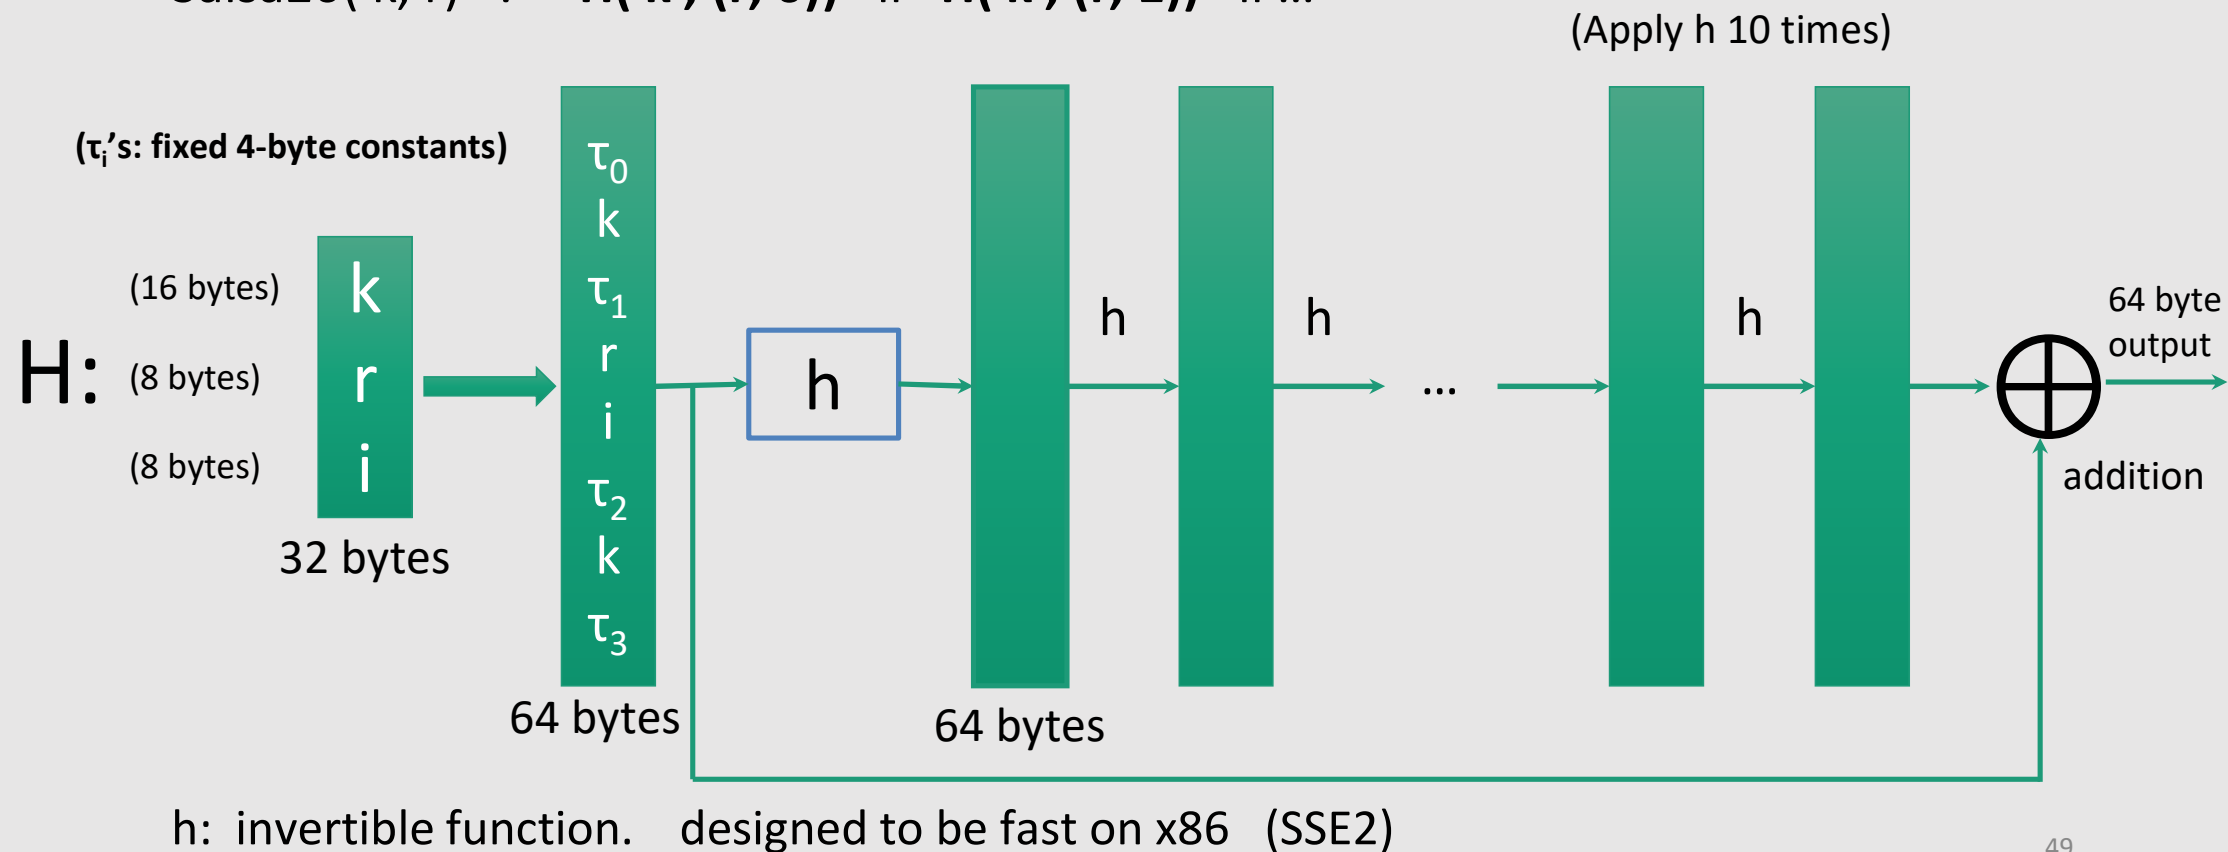 (Apply h 10 times)
(τi’s: fixed 4-byte constants)
τ0
k
τ1
r
i
τ2
k
τ3
64 bytes
H:
(16 bytes)
k
(8 bytes)
r
(8 bytes)
i
32 bytes
h
64 bytes
h
h
...
h
64 byte
output
addition
h: invertible function. designed to be fast on x86 (SSE2)
49